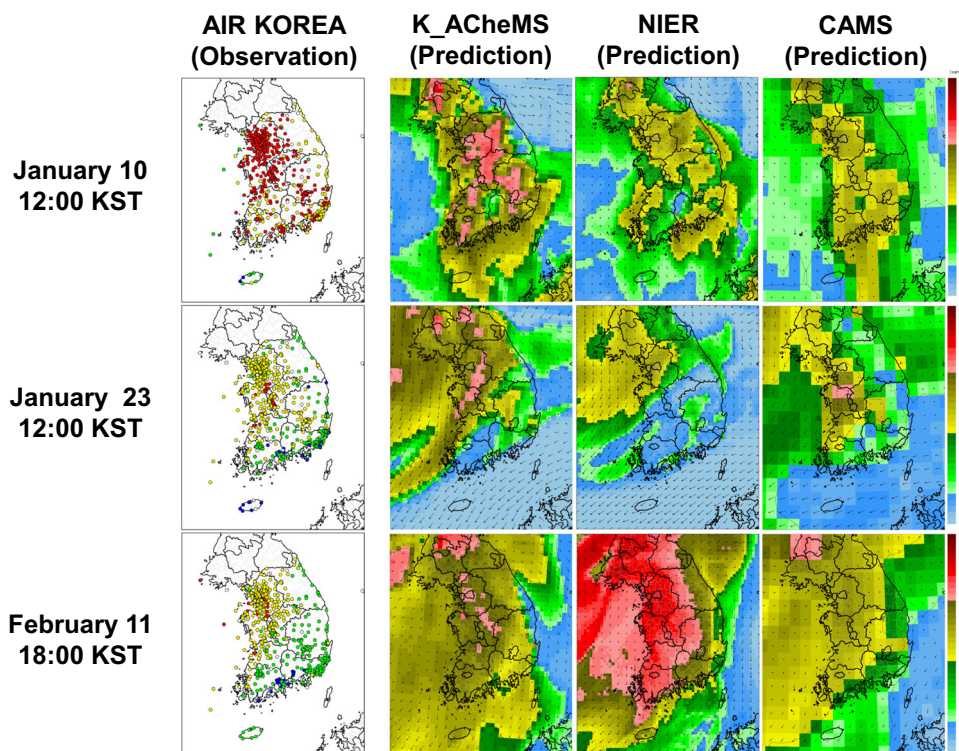 AIR KOREA
(Observation)
K_ACheMS
(Prediction)
NIER
(Prediction)
CAMS
(Prediction)
January 10
12:00 KST
January 23
12:00 KST
February 11
18:00 KST